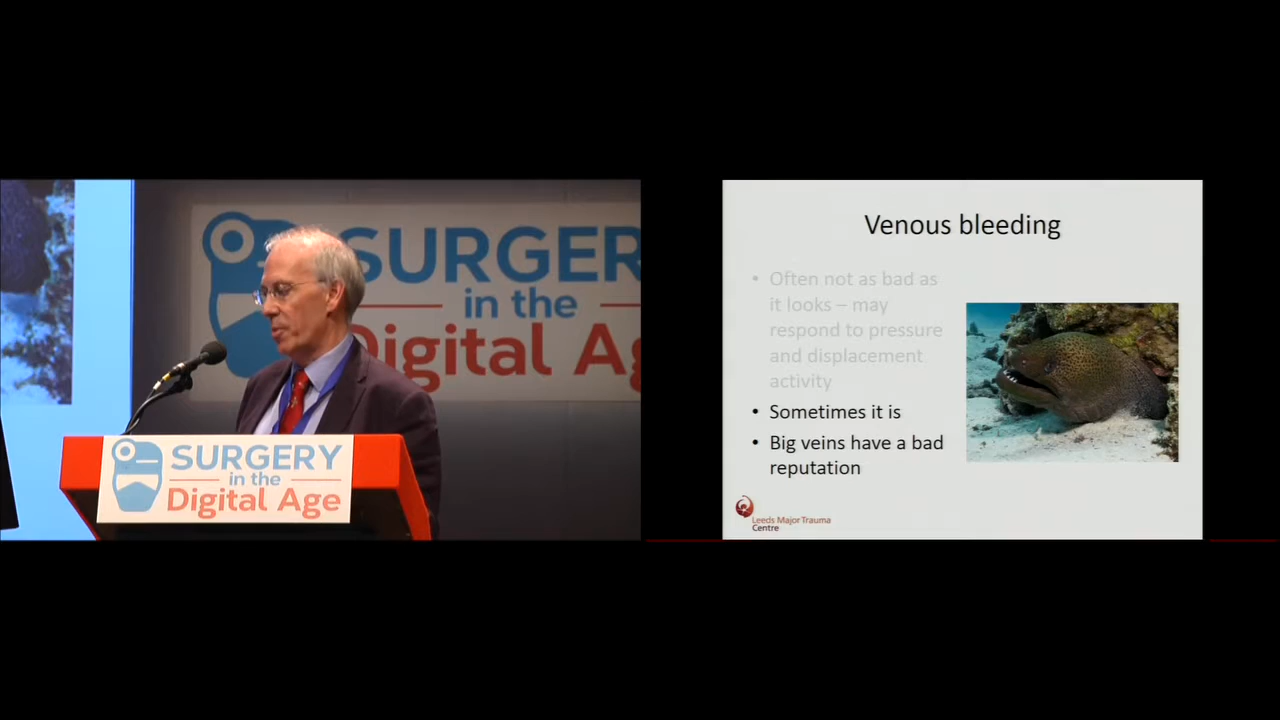 SURGER
in the
Digital Ag
SURGERY
in the
Digital Age
Venous bleeding
• Often not as bad as
it looks – may
respond to pressure
and displacement
activity
• Sometimes it is
• Big veins have a bad
reputation
Leeds Major Trauma
Centre